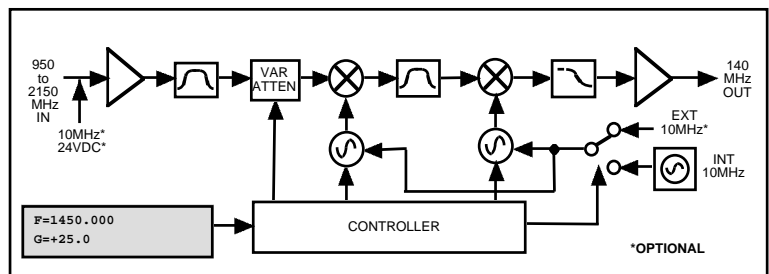 950
to
2150
MHz
IN
10MHz*
24VDC*
VAR
ATTEN
140
MHz
OUT
EXT
10MHz*
INT
10MHz
F=1450.000
G=+25.0
CONTROLLER
*OPTIONAL